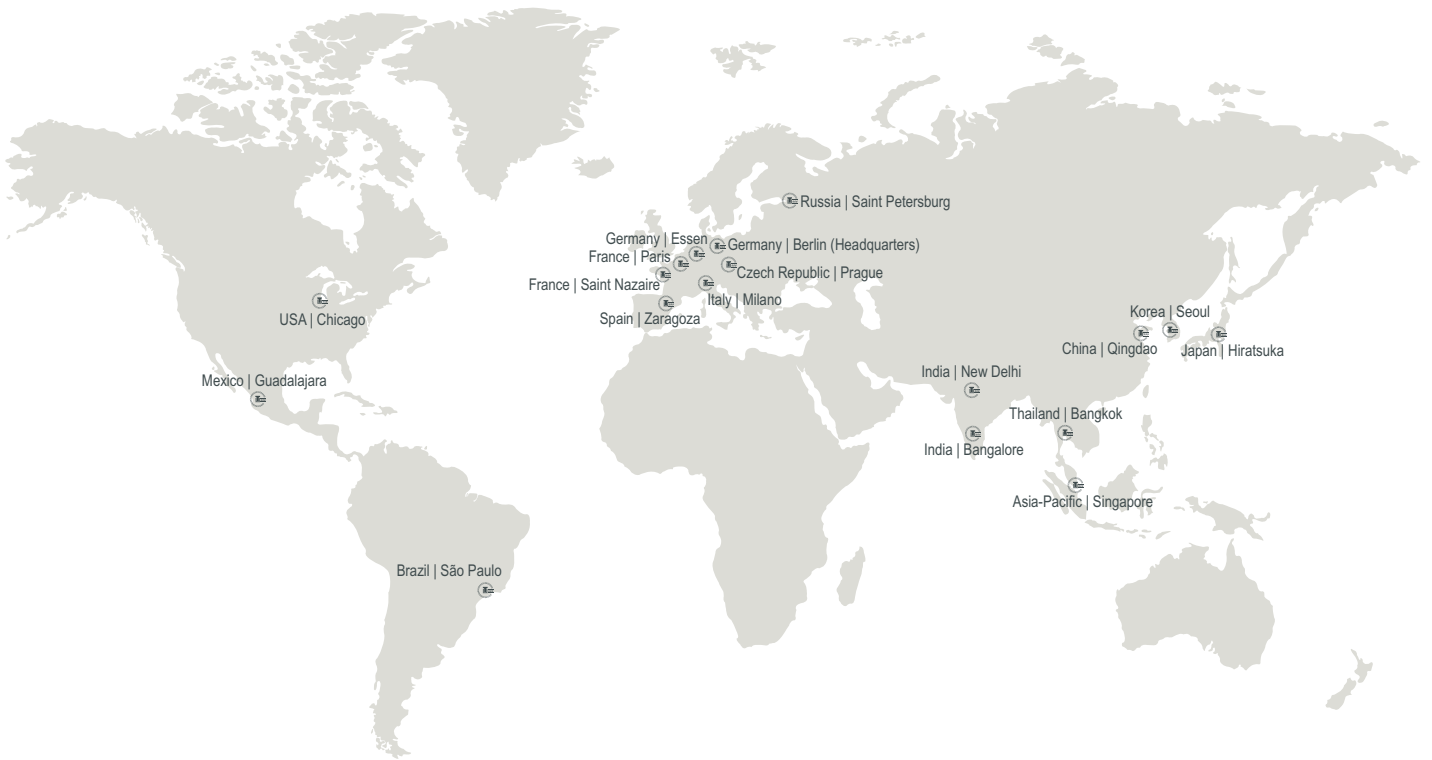 Russia | Saint Petersburg
Germany | Essen
Germany | Berlin (Headquarters)
France | Paris
Czech Republic | Prague
France | Saint Nazaire
Italy | Milano
Spain | Zaragoza
USA | Chicago
Korea | Seoul
China | Qingdao
Japan | Hiratsuka
Mexico | Guadalajara
India | New Delhi
Thailand | Bangkok
India | Bangalore
Asia-Pacific | Singapore
Brazil | São Paulo